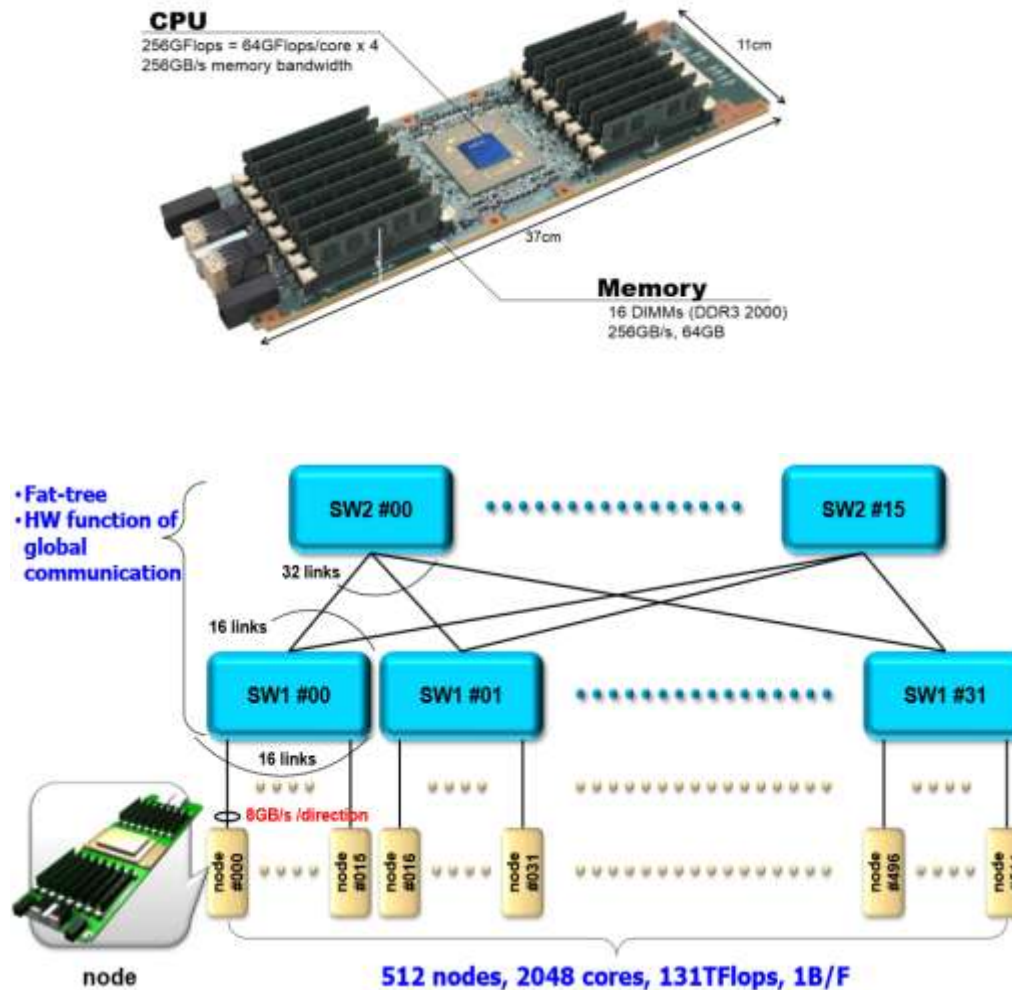 CPU
256GFlops = 64GFlops/core x 4
256GB/s memory bandwidth
11cm
37cm
Memory
16 DIMMs (DDR3 2000)
256GB/s, 64GB
•Fat-tree
•HW function of
global
communication
SW2 #00
SW2 #15
32 links
16 links
SW1 #00
SW1 #01
SW1 #31
16 links
8GB/s /direction
node
#000
node
#015
node
#016
node
#031
node
#496
node
node
512 nodes, 2048 cores, 131TFlops, 1B/F